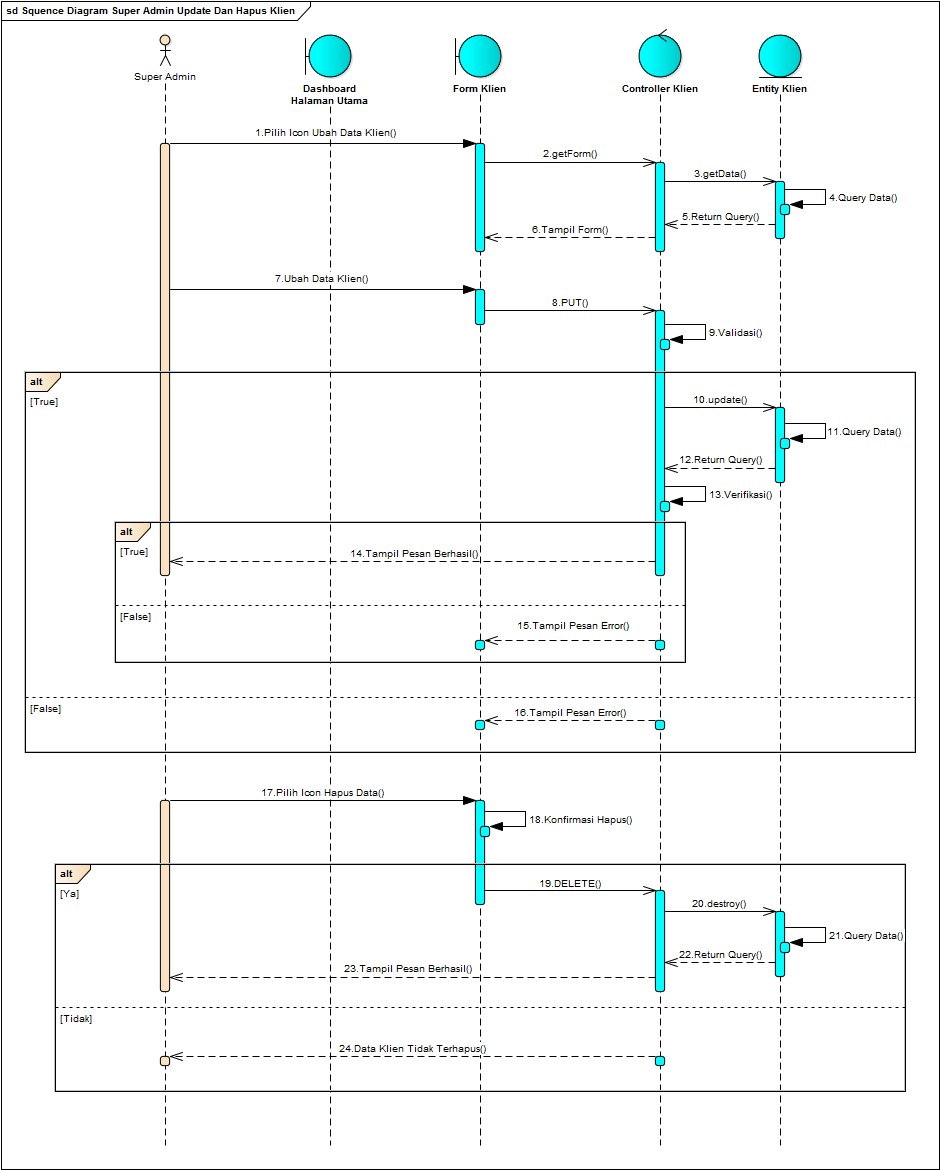 sd Squence Diagram Super Admin Update Dan Hapus Klien
Super Admin
Dashboard
Halaman Utama
Form Klien
Controller Klien
Entity Klien
1.Pilih Icon Ubah Data Klien()
2.getForm()
3.getData()
4.Query Data()
5.Return Query()
6.Tampil Form()
7.Ubah Data Klien()
8.PUT()
9.Validasi()
alt
[True]
10.update()
11.Query Data()
12.Return Query()
13.Verifikasi()
alt
[True]
14.Tampil Pesan Berhasil()
[False]
15.Tampil Pesan Error()
[False]
16.Tampil Pesan Error()
17.Pilih Icon Hapus Data()
18.Konfirmasi Hapus()
alt
[Ya]
19.DELETE()
20.destroy()
21.Query Data()
22.Return Query()
23.Tampil Pesan Berhasil()
[Tidak]
24.Data Klien Tidak Terhapus()